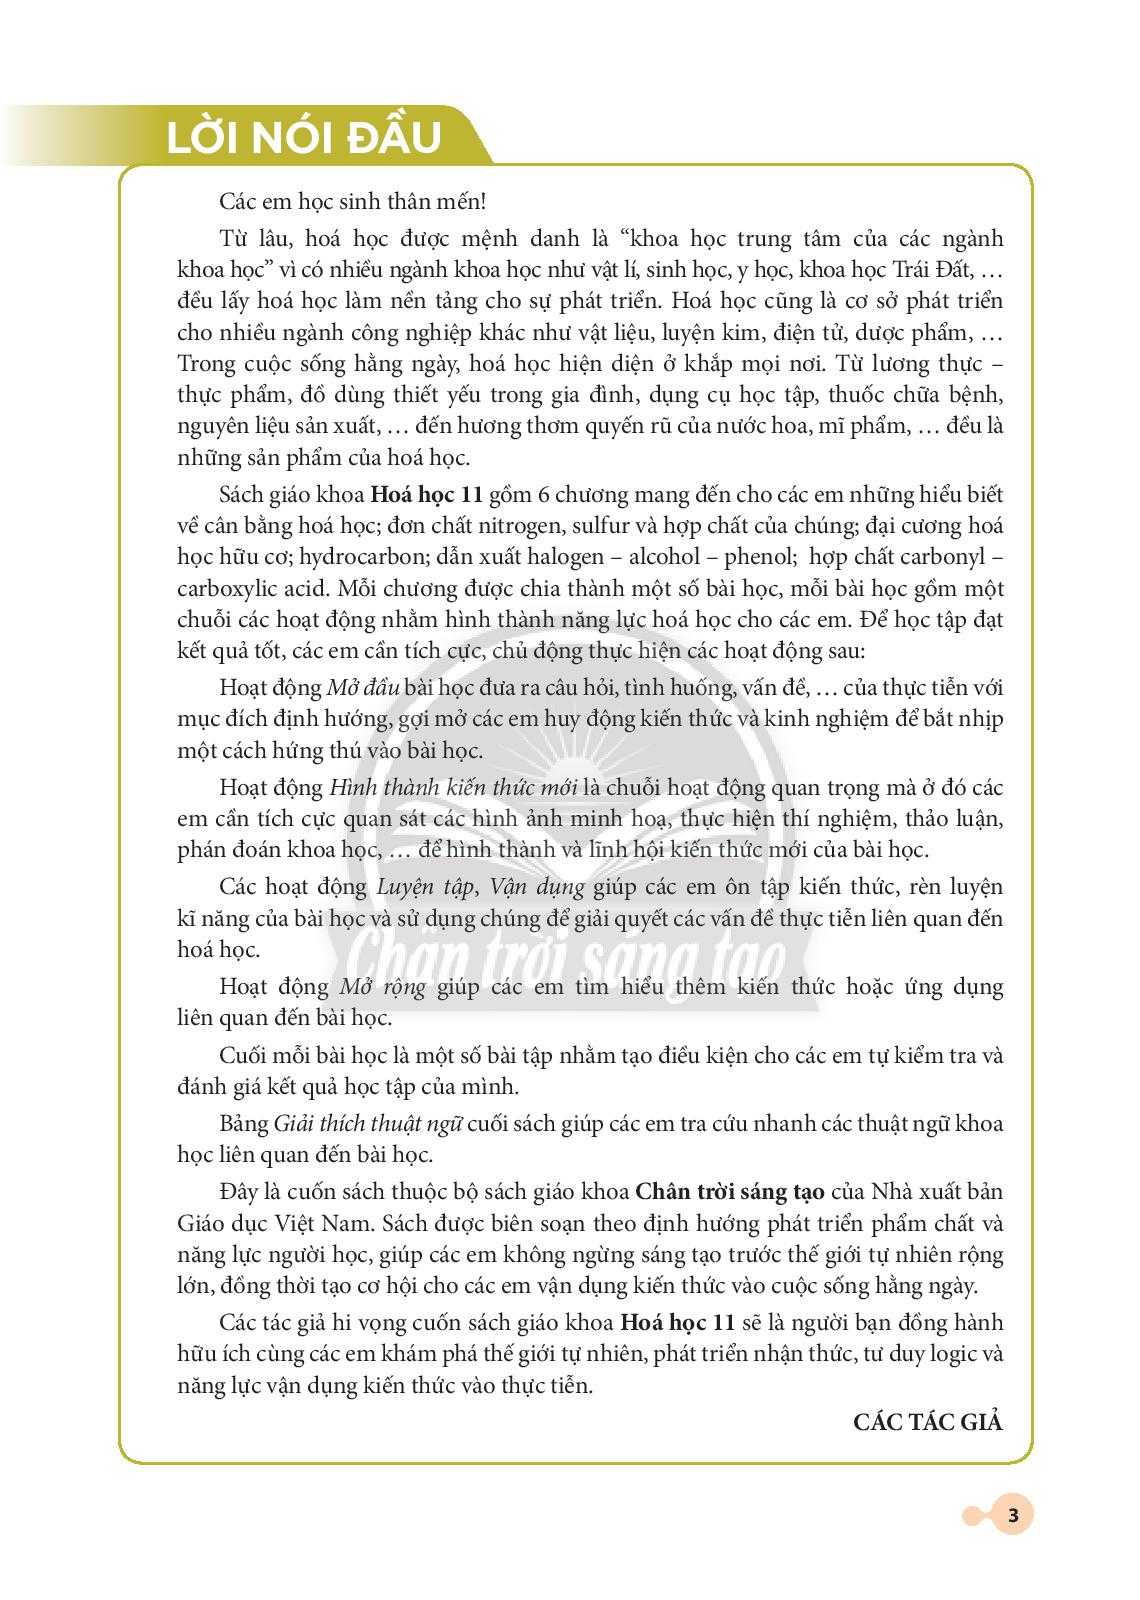 LỜI NÓI ĐẦU
Các em học sinh thân mến!
Từ lâu, hoá học được mệnh danh là “khoa học trung tâm của các ngành
khoa học” vì có nhiều ngành khoa học như vật lí, sinh học, y học, khoa học Trái Đất, …
đều lấy hoá học làm nền tảng cho sự phát triển. Hoá học cũng là cơ sở phát triển
cho nhiều ngành công nghiệp khác như vật liệu, luyện kim, điện tử, dược phẩm, …
Trong cuộc sống hằng ngày, hoá học hiện diện ở khắp mọi nơi. Từ lương thực –
thực phẩm, đồ dùng thiết yếu trong gia đình, dụng cụ học tập, thuốc chữa bệnh,
nguyên liệu sản xuất, … đến hương thơm quyến rũ của nước hoa, mĩ phẩm, … đều là
những sản phẩm của hoá học.
Sách giáo khoa Hoá học 11 gồm 6 chương mang đến cho các em những hiểu biết
về cân bằng hoá học; đơn chất nitrogen, sulfur và hợp chất của chúng; đại cương hoá
học hữu cơ; hydrocarbon; dẫn xuất halogen – alcohol – phenol; hợp chất carbonyl –
carboxylic acid. Mỗi chương được chia thành một số bài học, mỗi bài học gồm một
chuỗi các hoạt động nhằm hình thành năng lực hoá học cho các em. Để học tập đạt
kết quả tốt, các em cần tích cực, chủ động thực hiện các hoạt động sau:
Hoạt động Mở đầu bài học đưa ra câu hỏi, tình huống, vấn đề, … của thực tiễn với
mục đích định hướng, gợi mở các em huy động kiến thức và kinh nghiệm để bắt nhịp
một cách hứng thú vào bài học.
Hoạt động Hình thành kiến thức mới là chuỗi hoạt động quan trọng mà ở đó các
em cần tích cực quan sát các hình ảnh minh hoạ, thực hiện thí nghiệm, thảo luận,
phán đoán khoa học, … để hình thành và lĩnh hội kiến thức mới của bài học.
Các hoạt động Luyện tập, Vận dụng giúp các em ôn tập kiến thức, rèn luyện
kĩ năng của bài học và sử dụng chúng để giải quyết các vấn đề thực tiễn liên quan đến
hoá học.
Chân trời sáng tạo
Hoạt động Mở rộng giúp các em tìm hiểu thêm kiến thức hoặc ứng dụng
liên quan đến bài học.
Cuối mỗi bài học là một số bài tập nhằm tạo điều kiện cho các em tự kiểm tra và
đánh giá kết quả học tập của mình.
Bảng Giải thích thuật ngữ cuối sách giúp các em tra cứu nhanh các thuật ngữ khoa
học liên quan đến bài học.
Đây là cuốn sách thuộc bộ sách giáo khoa Chân trời sáng tạo của Nhà xuất bản
Giáo dục Việt Nam. Sách được biên soạn theo định hướng phát triển phẩm chất và
năng lực người học, giúp các em không ngừng sáng tạo trước thế giới tự nhiên rộng
lớn, đồng thời tạo cơ hội cho các em vận dụng kiến thức vào cuộc sống hằng ngày.
Các tác giả hi vọng cuốn sách giáo khoa Hoá học 11 sẽ là người bạn đồng hành
hữu ích cùng các em khám phá thế giới tự nhiên, phát triển nhận thức, tư duy logic và
năng lực vận dụng kiến thức vào thực tiễn.
CÁC TÁC GIẢ
3